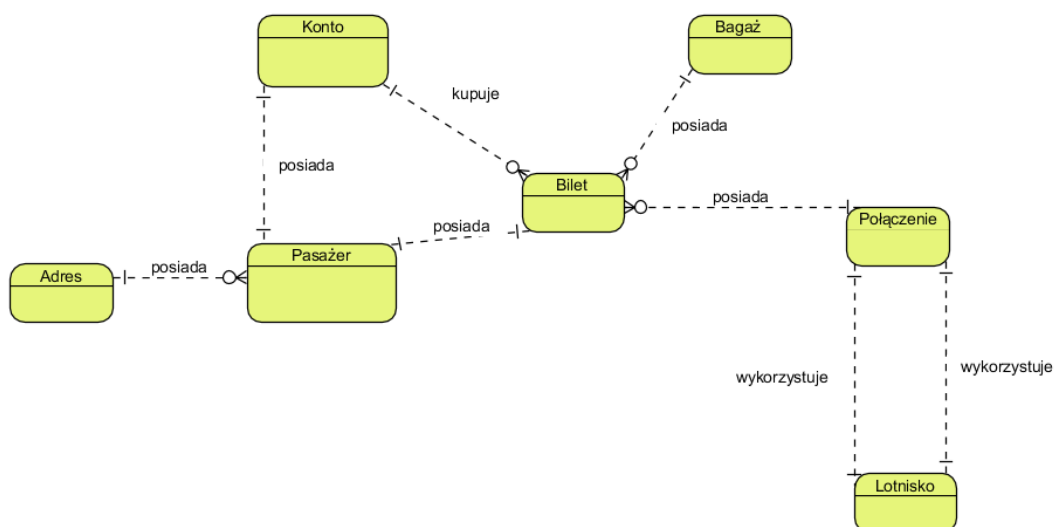 Konto
Bagaż
kupuje
posiada
posiada
Bilet
posiada
posiada
Połączenie
Pasażer
posiada
Adres
wykorzystuje
wykorzystuje
Lotnisko